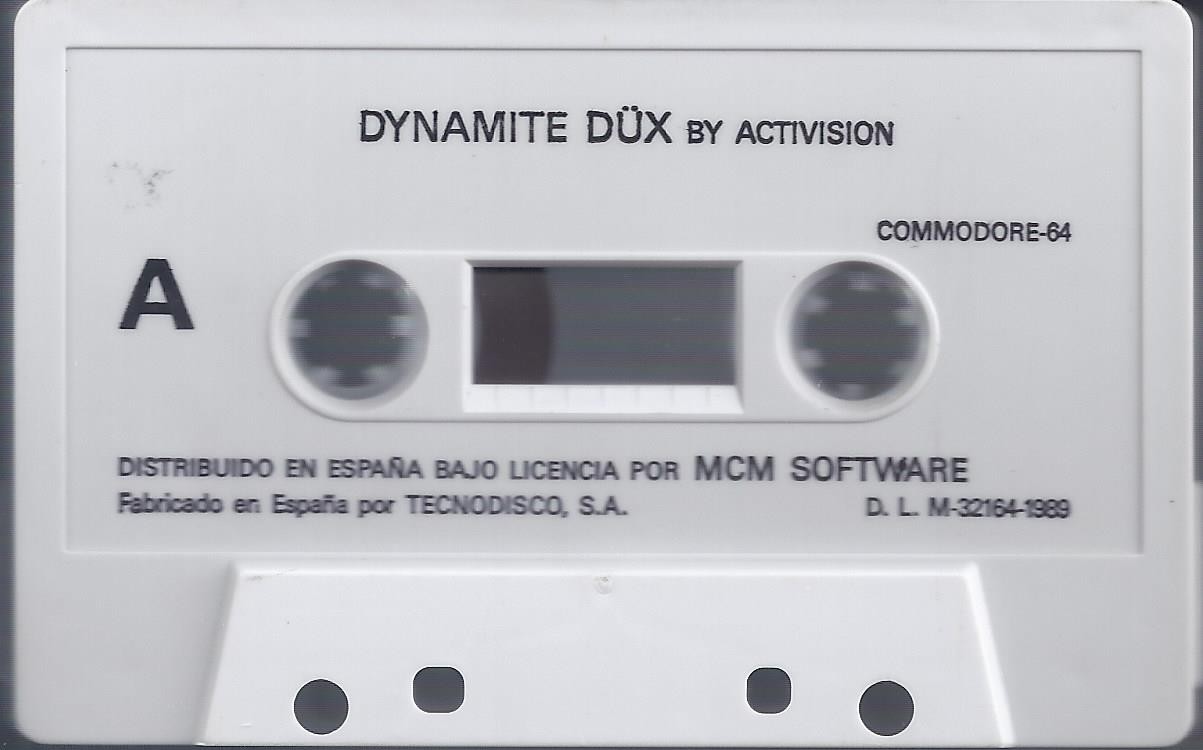 DYNAMITE DÜX BY ACTIVISION
COMMODORE-64
A
DISTRIBUIDO EN ESPAÑA BAJO LICENCIA POR MCM SOFTWARE
Fabricado en España por TECNODISCO, S.A. D. L. M-32164-1989